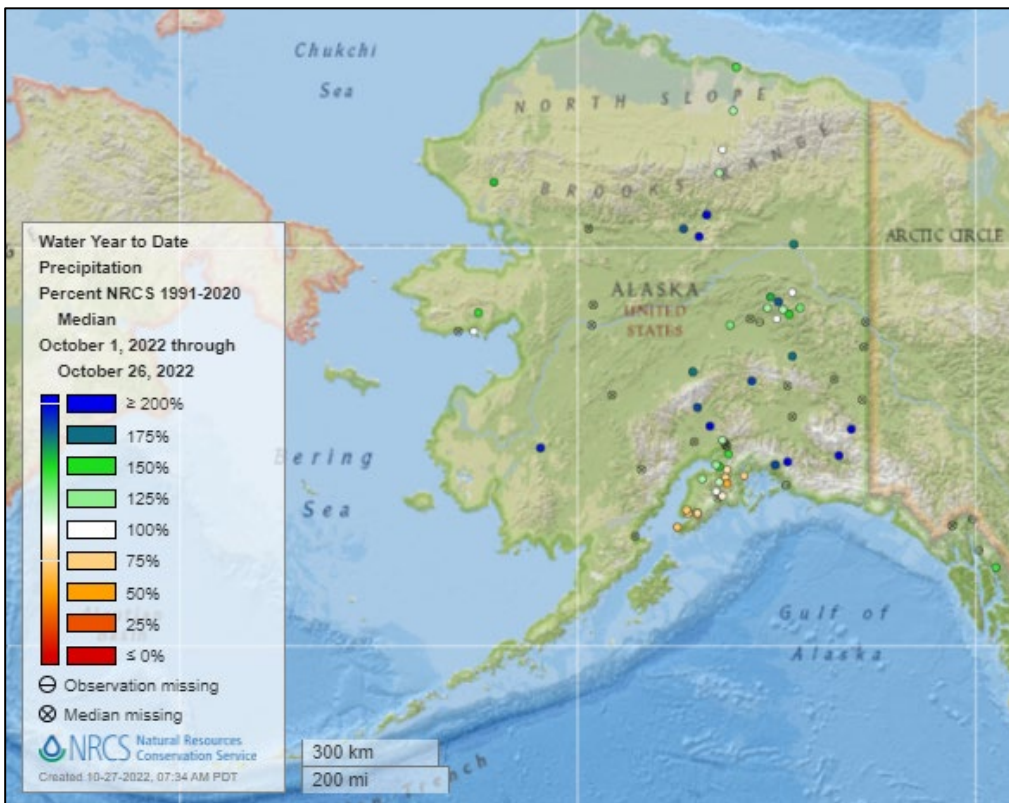 Chukchi
Sea
NORTH SLOPE
BROOKS RANGE
ARCTIC CIRCLE
ALASKA
UNITED
STATES
Bering
Sea
Gulf of
Alaska
Trench
Water Year to Date
Precipitation
Percent NRCS 1991-2020
Median
October 1, 2022 through
October 26, 2022
≥ 200%
175%
150%
125%
100%
75%
50%
25%
≤ 0%
Observation missing
Median missing
NRCS Natural Resources
Conservation Service
Created 10-27-2022, 07:34 AM PDT
300 km
200 mi